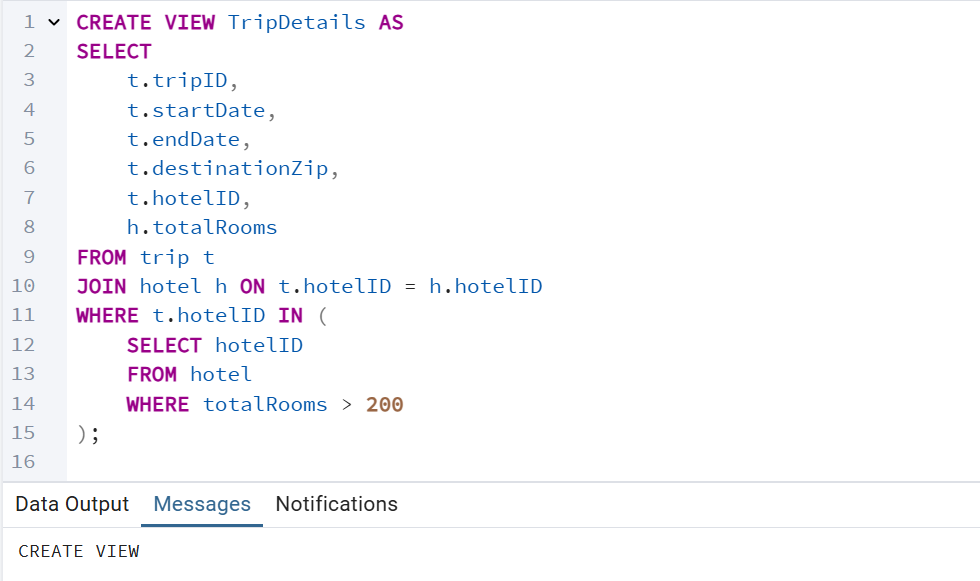 1 CREATE VIEW TripDetails AS
2 SELECT
3 t.tripID,
4 t.startDate,
5 t.endDate,
6 t.destinationZip,
7 t.hotelID,
8 h.totalRooms
9 FROM trip t
10 JOIN hotel h ON t.hotelID = h.hotelID
11 WHERE t.hotelID IN (
12 SELECT hotelID
13 FROM hotel
14 WHERE totalRooms > 200
15 );
16
Data Output Messages Notifications
CREATE VIEW